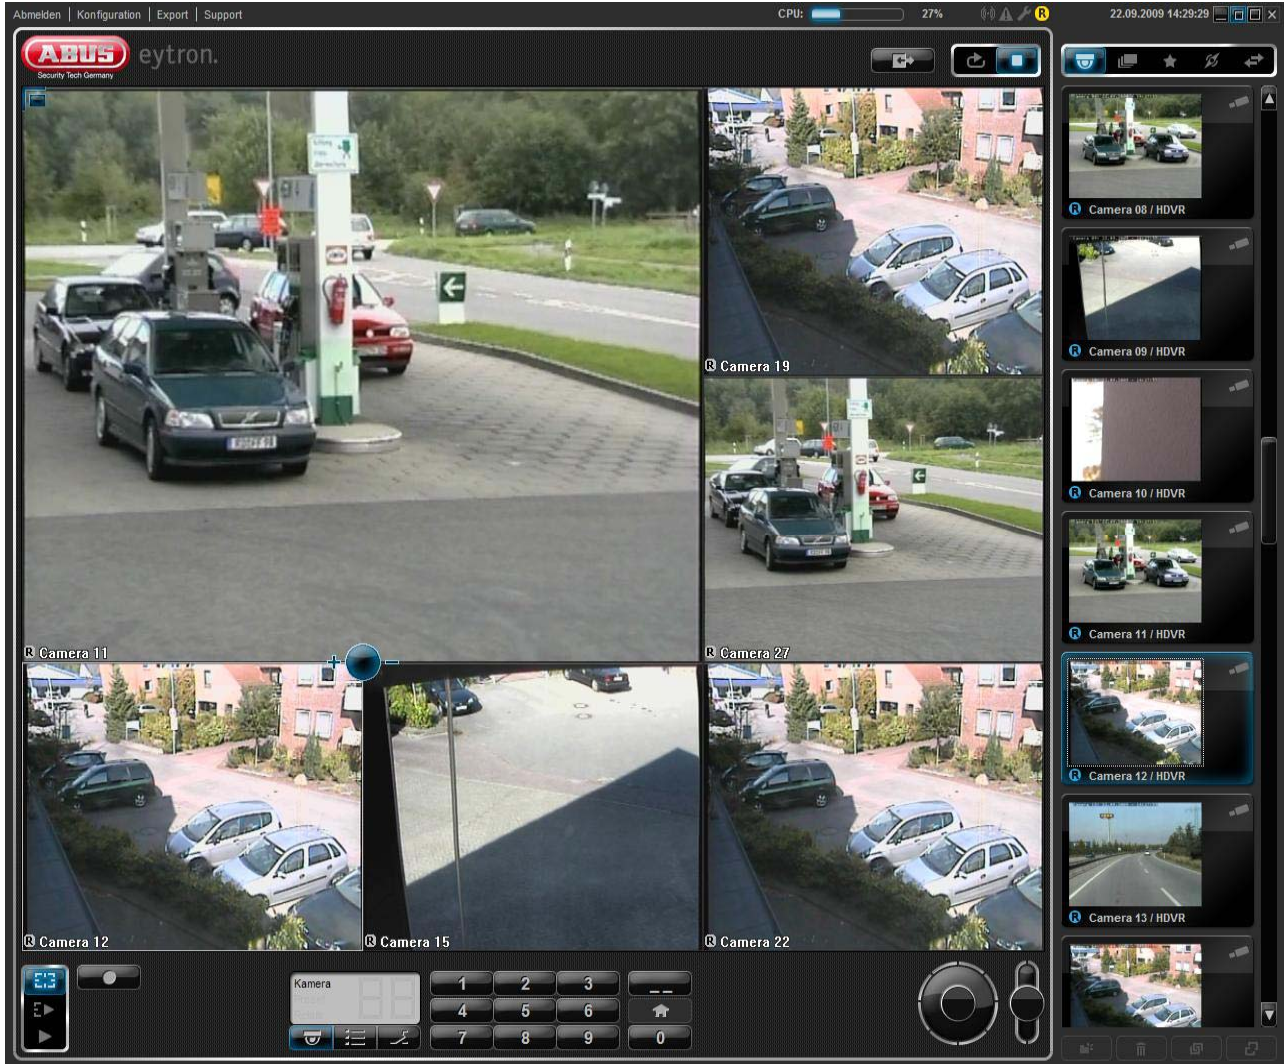 Abmelden | Konfiguration | Export | Support
CPU: 27% R 22.09.2009 14:29:29
ABUS eytron.
Security Tech Germany
R Camera 11
R Camera 19
R Camera 27
R Camera 12
R Camera 15
R Camera 22
R Camera 08 / HDVR
R Camera 09 / HDVR
R Camera 10 / HDVR
R Camera 11 / HDVR
R Camera 12 / HDVR
R Camera 13 / HDVR
Kamera
1 2 3 _ _
4 5 6
7 8 9 0